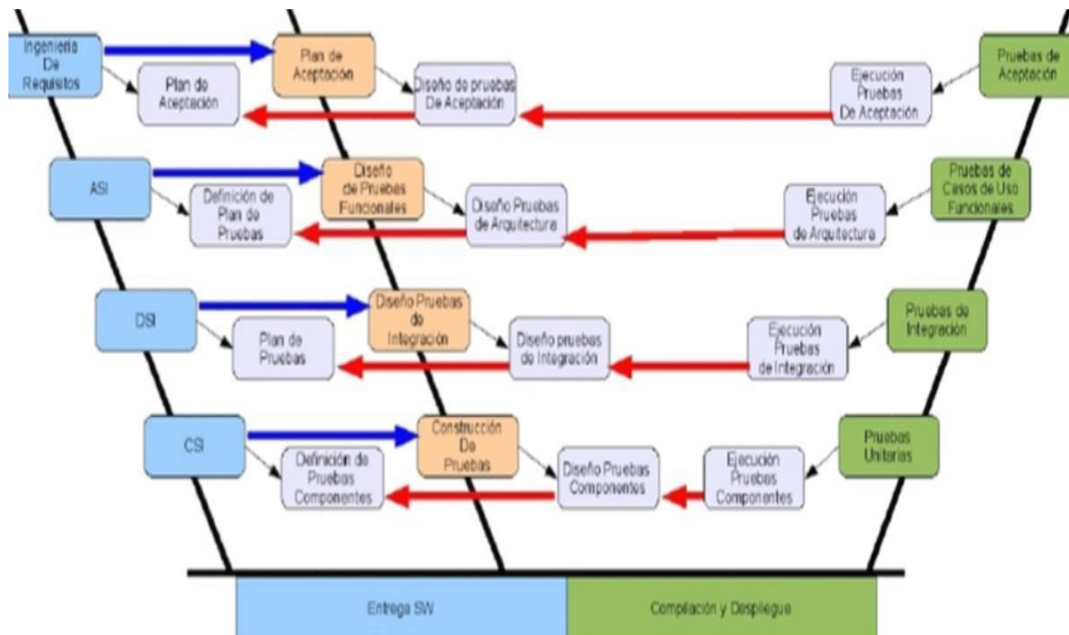 Ingeniería
De
Requisitos
Plan de
Aceptación
Plan de
Aceptación
Diseño de pruebas
De Aceptación
Ejecución
Pruebas
De Aceptación
Pruebas de
Aceptación
ASI
Definición de
Plan de
Pruebas
Diseño
de Pruebas
Funcionales
Diseño Pruebas
de Arquitectura
Ejecución
Pruebas
de Arquitectura
Pruebas de
Casos de Uso
Funcionales
DSI
Plan de
Pruebas
Diseño Pruebas
de
Integración
Diseño pruebas
de Integración
Ejecución
Pruebas
de Integración
Pruebas de
Integración
CSI
Definición de
Pruebas
Componentes
Construcción
De
Pruebas
Diseño Pruebas
Componentes
Ejecución
Pruebas
Componentes
Pruebas
Unitarias
Entrega SW
Compilación y Despliegue